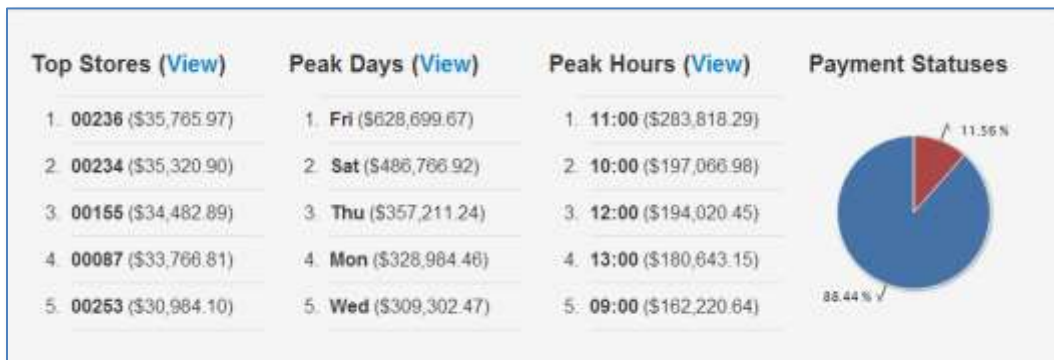 Top Stores (View)
1. 00236 ($35,765.97)
2. 00234 ($35,320.90)
3. 00155 ($34,482.89)
4. 00087 ($33,766.81)
5. 00253 ($30,984.10)
Peak Days (View)
1. Fri ($628,699.67)
2. Sat ($486,766.92)
3. Thu ($357,211.24)
4. Mon ($328,984.46)
5. Wed ($309,302.47)
Peak Hours (View)
1. 11:00 ($283,818.29)
2. 10:00 ($197,066.98)
3. 12:00 ($194,020.45)
4. 13:00 ($180,643.15)
5. 09:00 ($162,220.64)
Payment Statuses
11.56 %
88.44 %